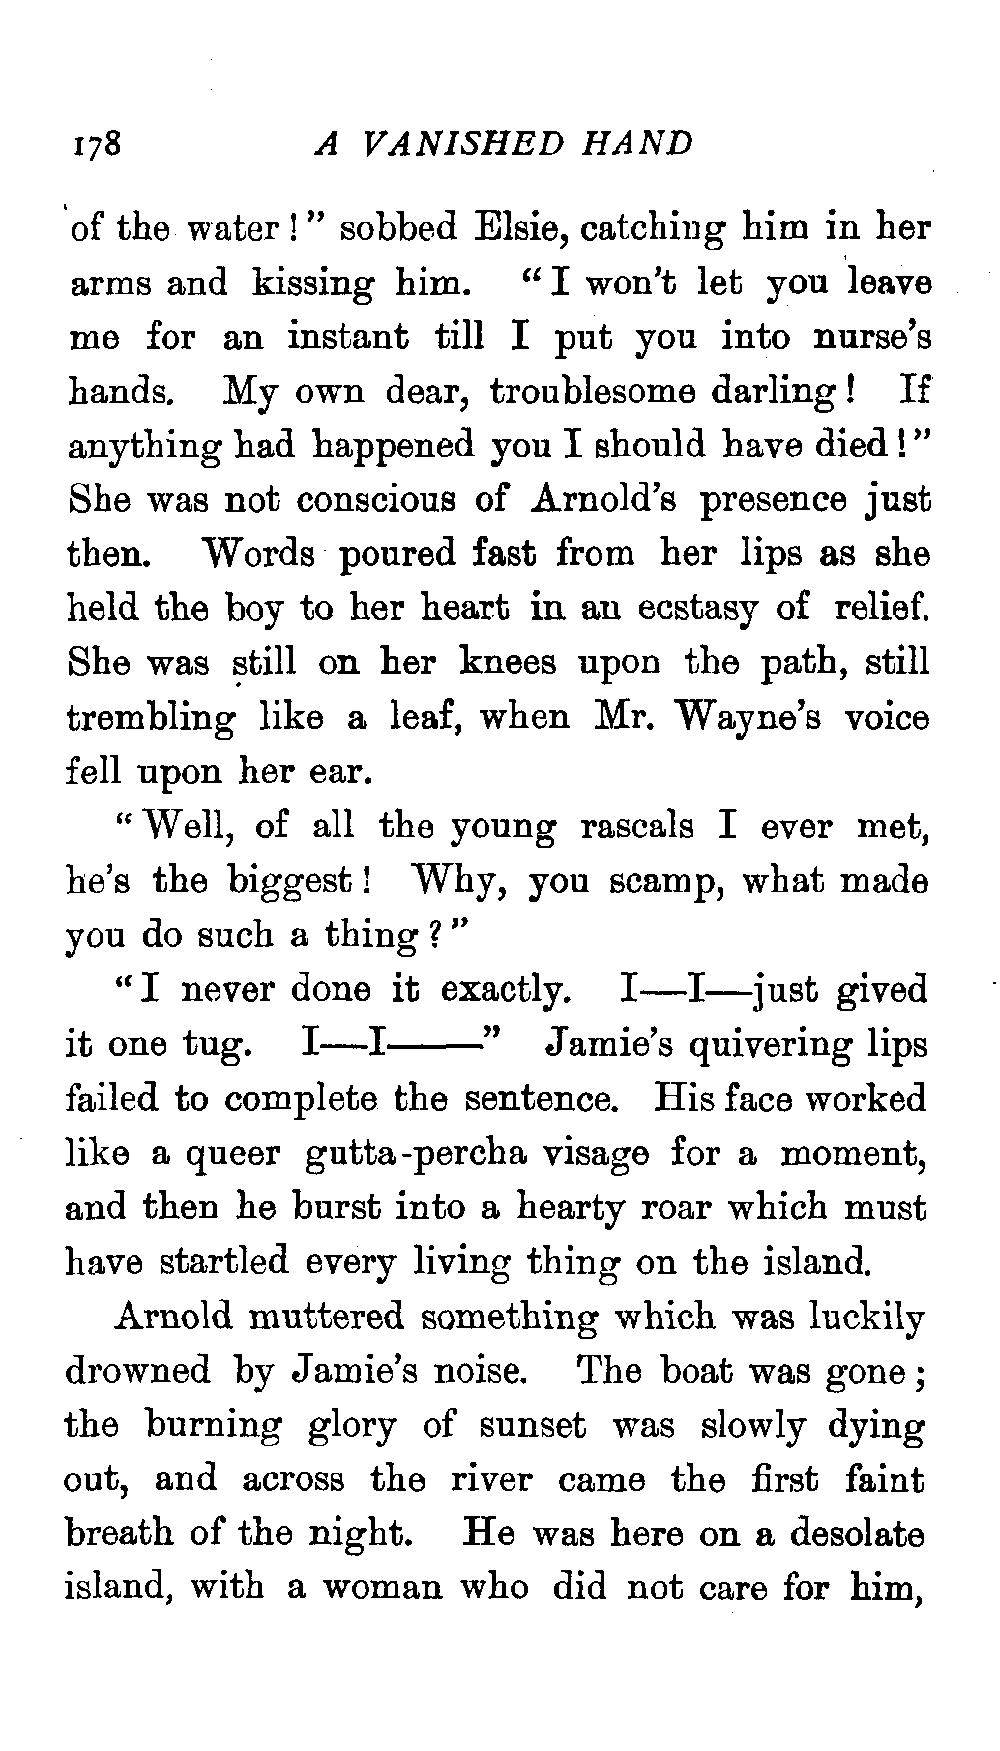 178 A VANISHED HAND
of the water!" sobbed Elsie, catching him in her
arms and kissing him. "I won't let you leave
me for an instant till I put you into nurse's
hands. My own dear, troublesome darling! If
anything had happened you I should have died!"
She was not conscious of Arnold's presence just
then. Words poured fast from her lips as she
held the boy to her heart in an ecstasy of relief.
She was still on her knees upon the path, still
trembling like a leaf, when Mr. Wayne's voice
fell upon her ear.
"Well, of all the young rascals I ever met,
he's the biggest! Why, you scamp, what made
you do such a thing?"
"I never done it exactly. I—I—just gived
it one tug. I—I——" Jamie's quivering lips
failed to complete the sentence. His face worked
like a queer gutta-percha visage for a moment,
and then he burst into a hearty roar which must
have startled every living thing on the island.
Arnold muttered something which was luckily
drowned by Jamie's noise. The boat was gone;
the burning glory of sunset was slowly dying
out, and across the river came the first faint
breath of the night. He was here on a desolate
island, with a woman who did not care for him,